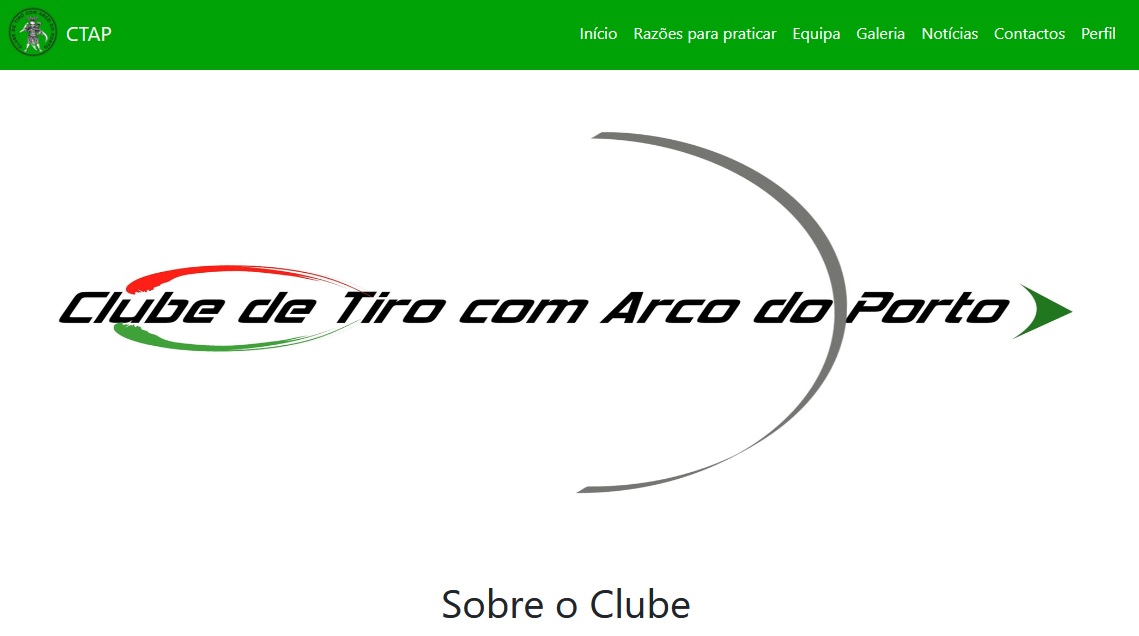 CTAP
Início Razões para praticar Equipa Galeria Notícias Contactos Perfil
Clube de Tiro com Arco do Porto
Sobre o Clube